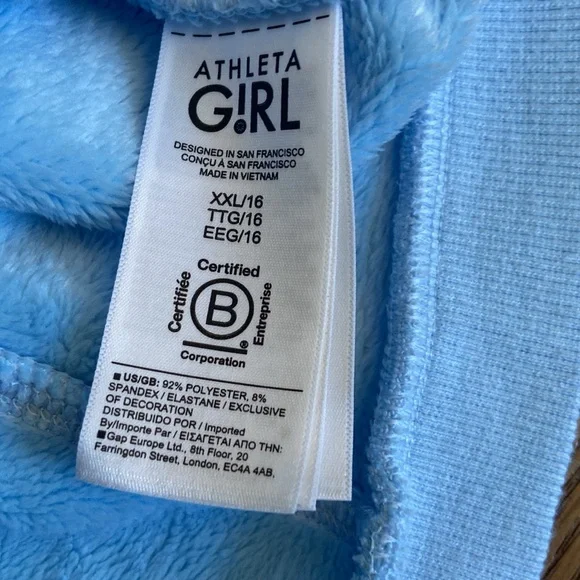 ATHLETA
G!RL
DESIGNED IN SAN FRANCISCO
CONÇU À SAN FRANCISCO
MADE IN VIETNAM
XXL/16
TTG/16
EEG/16
Certified
Certifiée
B
Entreprise
Corporation
■ US/GB: 92% POLYESTER, 8%
SPANDEX / ELASTANE / EXCLUSIVE
OF DECORATION
DISTRIBUIDO POR / Imported
By/Importe Par / ΕΙΣΑΓΕΤΑΙ ΑΠΟ ΤΗΝ:
■ Gap Europe Ltd., 8th Floor, 20
Farringdon Street, London, EC4A 4AB.